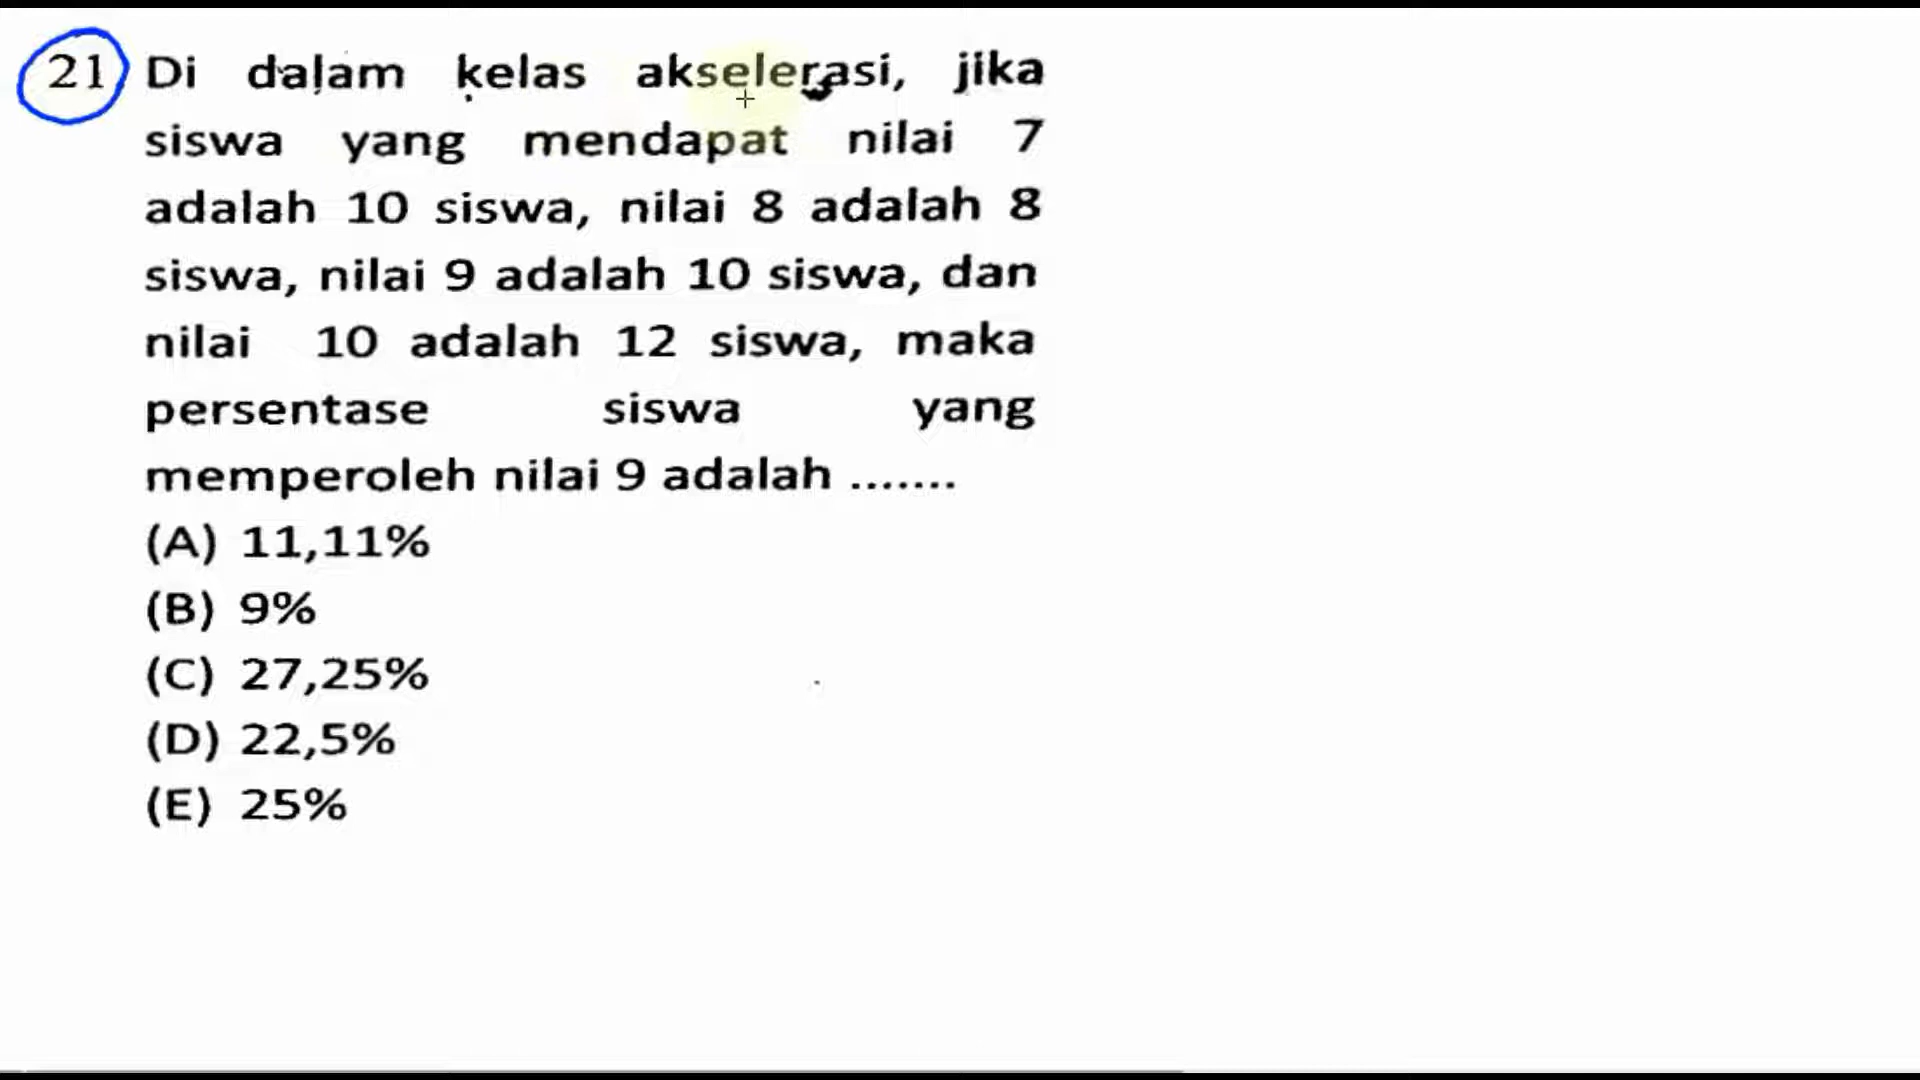 21 Di dalam kelas akselerasi, jika
siswa yang mendapat nilai 7
adalah 10 siswa, nilai 8 adalah 8
siswa, nilai 9 adalah 10 siswa, dan
nilai 10 adalah 12 siswa, maka
persentase siswa yang
memperoleh nilai 9 adalah .......
(A) 11,11%
(B) 9%
(C) 27,25%
(D) 22,5%
(E) 25%